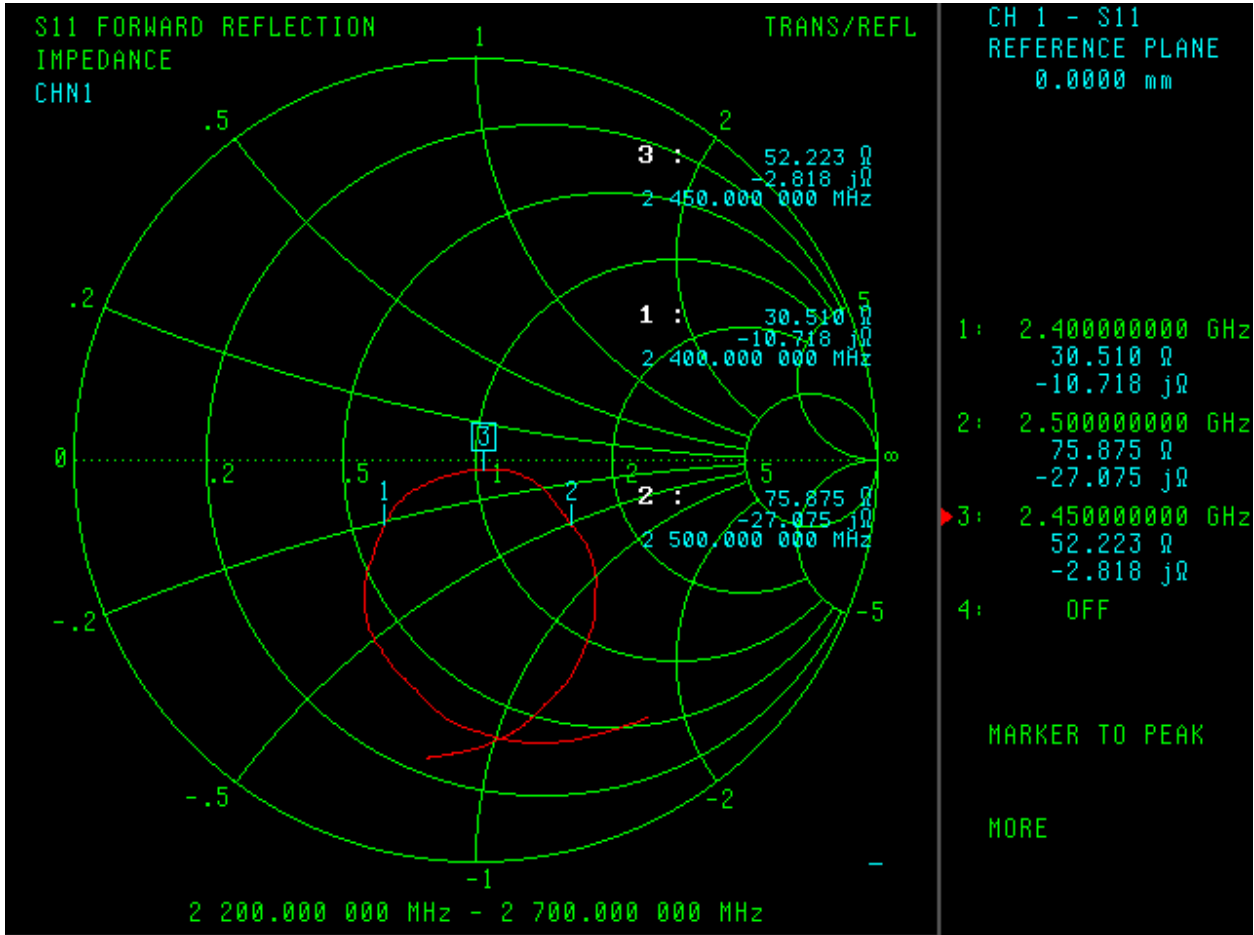 S11 FORWARD REFLECTION
IMPEDANCE
CHN1
TRANS/REFL
1
.5
2
3 :
52.223 Ω
-2.818 jΩ
2 450.000 000 MHz
.2
5
1 :
30.510 Ω
-10.718 jΩ
2 400.000 000 MHz
3
0
.2
.5
1
2
5
∞
1
2
2 :
75.875 Ω
-27.075 jΩ
2 500.000 000 MHz
-.2
-5
-.5
-2
-1
2 200.000 000 MHz - 2 700.000 000 MHz
CH 1 - S11
REFERENCE PLANE
0.0000 mm
1: 2.400000000 GHz
30.510 Ω
-10.718 jΩ
2: 2.500000000 GHz
75.875 Ω
-27.075 jΩ
3: 2.450000000 GHz
52.223 Ω
-2.818 jΩ
4: OFF
MARKER TO PEAK
MORE